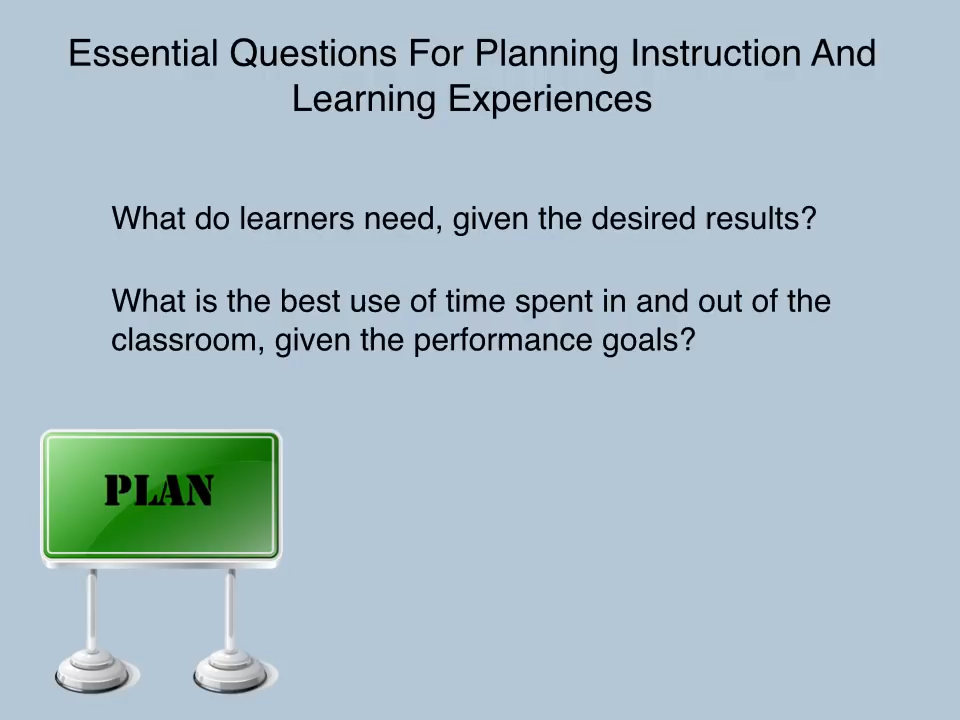 Essential Questions For Planning Instruction And
Learning Experiences
What do learners need, given the desired results?
What is the best use of time spent in and out of the
classroom, given the performance goals?
PLAN